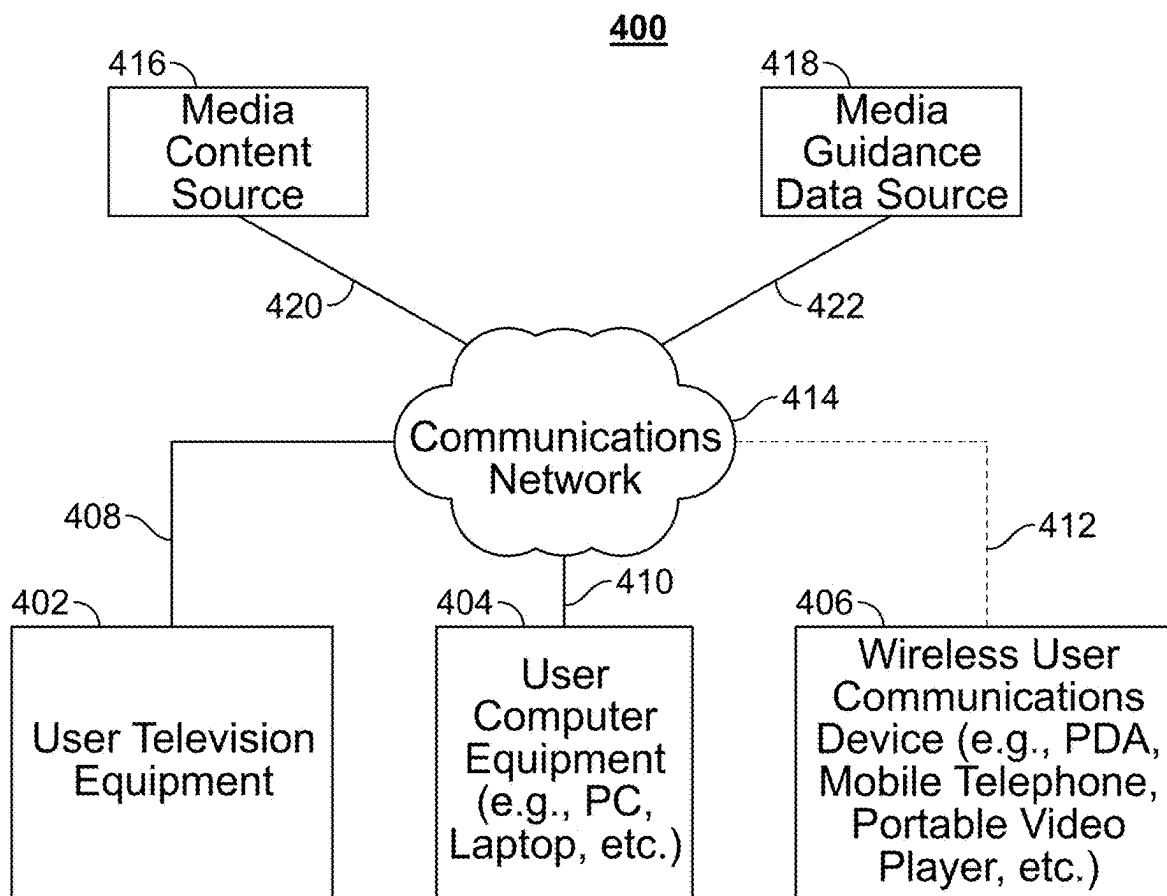 400
416
Media
Content
Source
418
Media
Guidance
Data Source
420
422
414
Communications
Network
408
410
412
402
User Television
Equipment
404
User
Computer
Equipment
(e.g., PC,
Laptop, etc.)
406
Wireless User
Communications
Device (e.g., PDA,
Mobile Telephone,
Portable Video
Player, etc.)